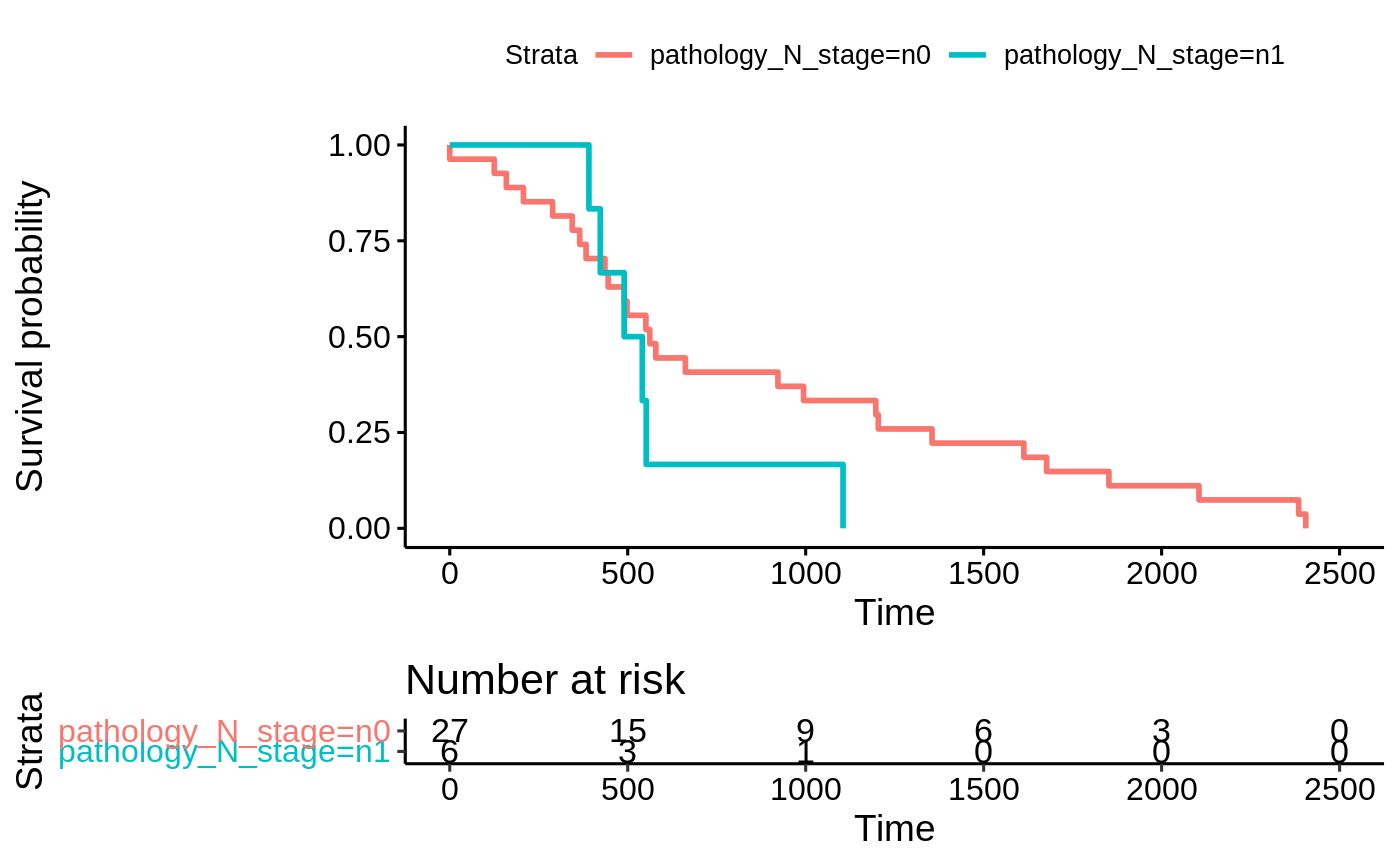 Strata pathology_N_stage=n0 pathology_N_stage=n1
Survival probability
1.00
0.75
0.50
0.25
0.00
0 500 1000 1500 2000 2500
Time
Number at risk
Strata
pathology_N_stage=n0 27 15 9 6 3 0
pathology_N_stage=n1 6 3 1 0 0 0
0 500 1000 1500 2000 2500
Time